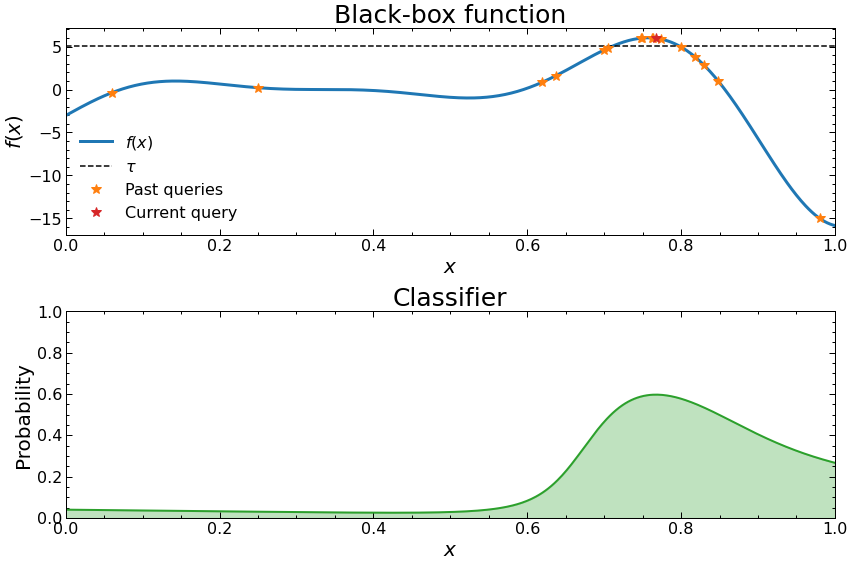 Black-box function
5
0
−5
−10
−15
f(x)
f(x)
τ
Past queries
Current query
0.0 0.2 0.4 0.6 0.8 1.0
x
Classifier
1.0
0.8
0.6
0.4
0.2
0.0
Probability
0.0 0.2 0.4 0.6 0.8 1.0
x